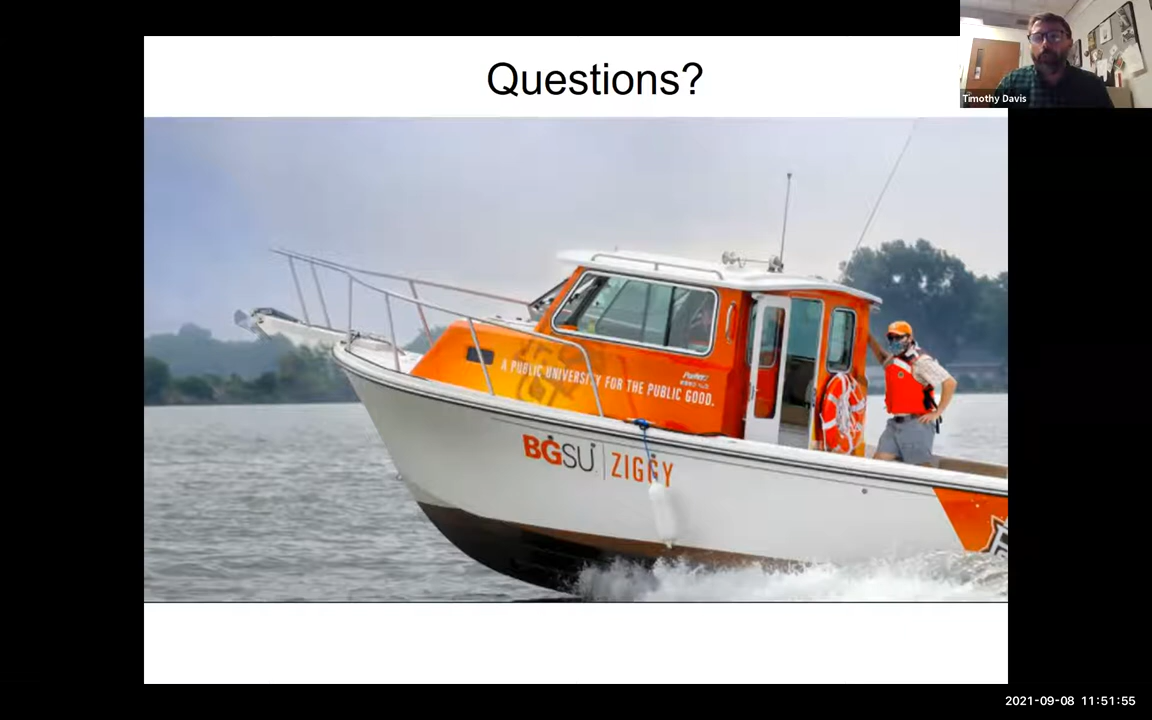 Questions?
Timothy Davis
A PUBLIC UNIVERSITY FOR THE PUBLIC GOOD.
BGSU ZIGGY
2021-09-08 11:51:55